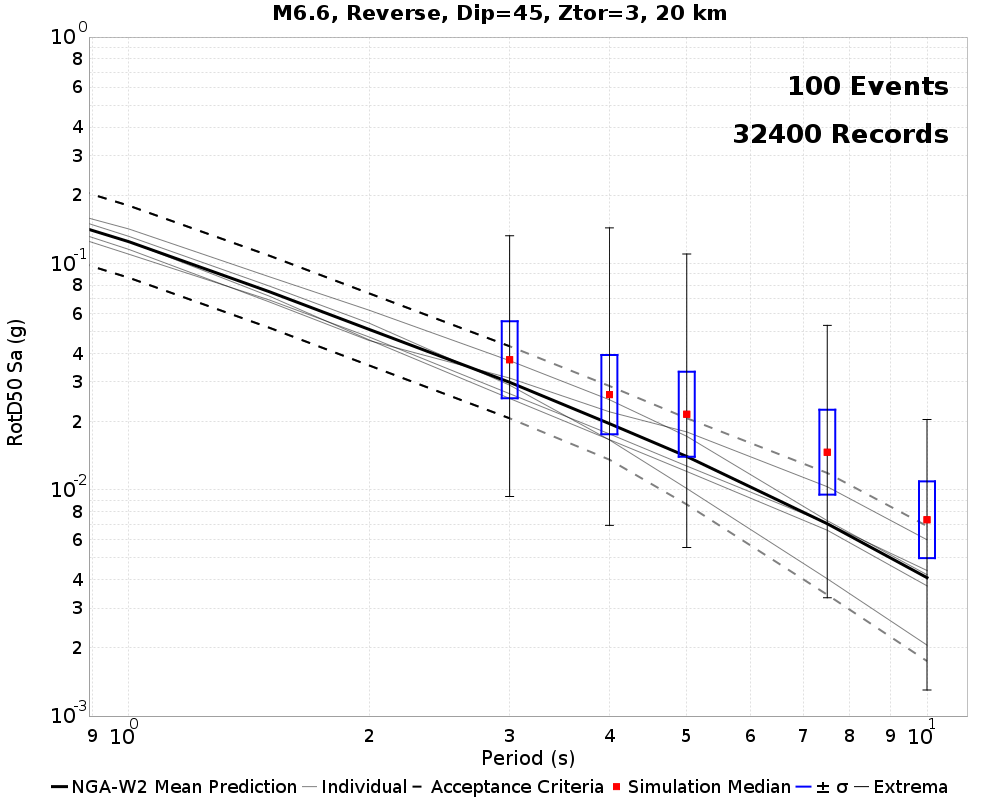 M6.6, Reverse, Dip=45, Ztor=3, 20 km
100 Events
32400 Records
10^0
8
6
4
3
2
10^-1
8
6
4
3
2
10^-2
8
6
4
3
2
10^-3
RotD50 Sa (g)
9 10^0 2 3 4 5 6 7 8 9 10^1
Period (s)
NGA-W2 Mean Prediction Individual Acceptance Criteria Simulation Median ± σ Extrema